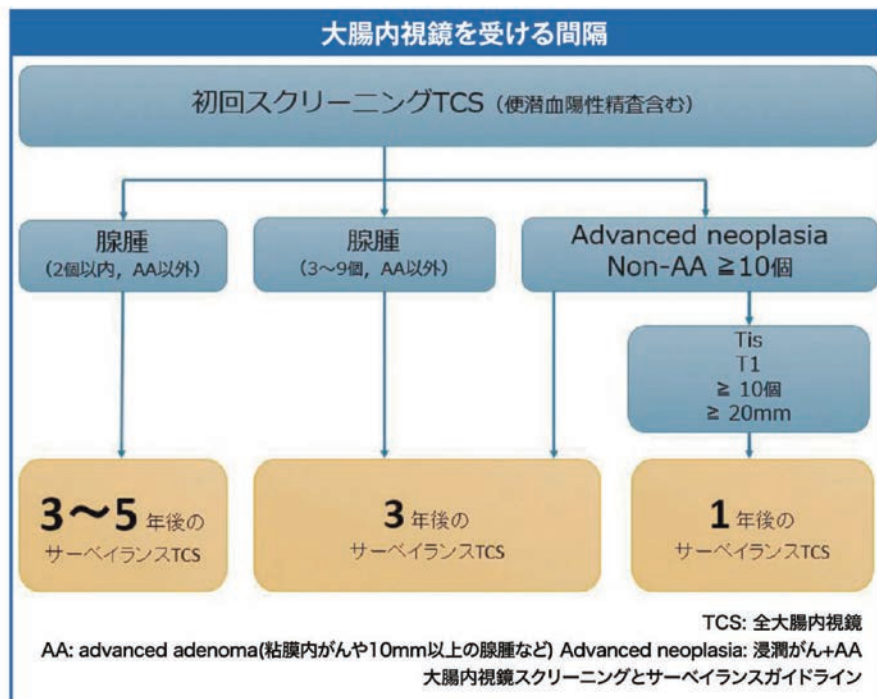 大腸内視鏡を受ける間隔
初回スクリーニングTCS（便潜血陽性精査含む）
腺腫
（2個以内，AA以外）
腺腫
（3〜9個，AA以外）
Advanced neoplasia
Non-AA ≧10個
Tis
T1
≧ 10個
≧ 20mm
3〜5 年後の
サーベイランスTCS
3 年後の
サーベイランスTCS
1 年後の
サーベイランスTCS
TCS: 全大腸内視鏡
AA: advanced adenoma(粘膜内がんや10mm以上の腺腫など) Advanced neoplasia: 浸潤がん+AA
大腸内視鏡スクリーニングとサーベイランスガイドライン